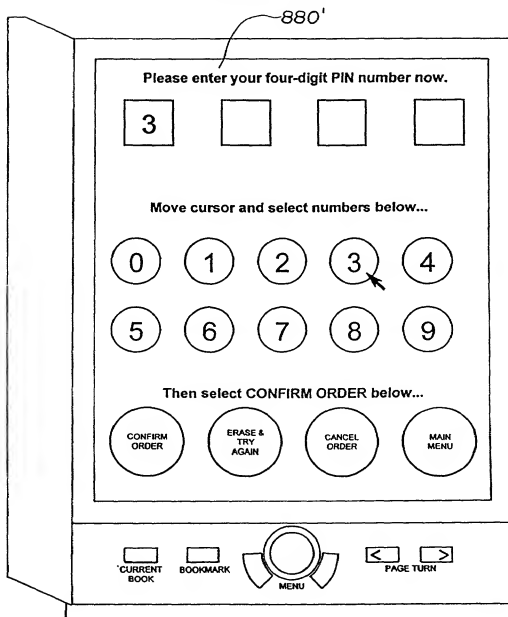 880'
Please enter your four-digit PIN number now.
3
Move cursor and select numbers below...
0 1 2 3 4
5 6 7 8 9
Then select CONFIRM ORDER below...
CONFIRM
ORDER
ERASE &
TRY
AGAIN
CANCEL
ORDER
MAIN
MENU
CURRENT
BOOK
BOOKMARK
MENU
< >
PAGE TURN